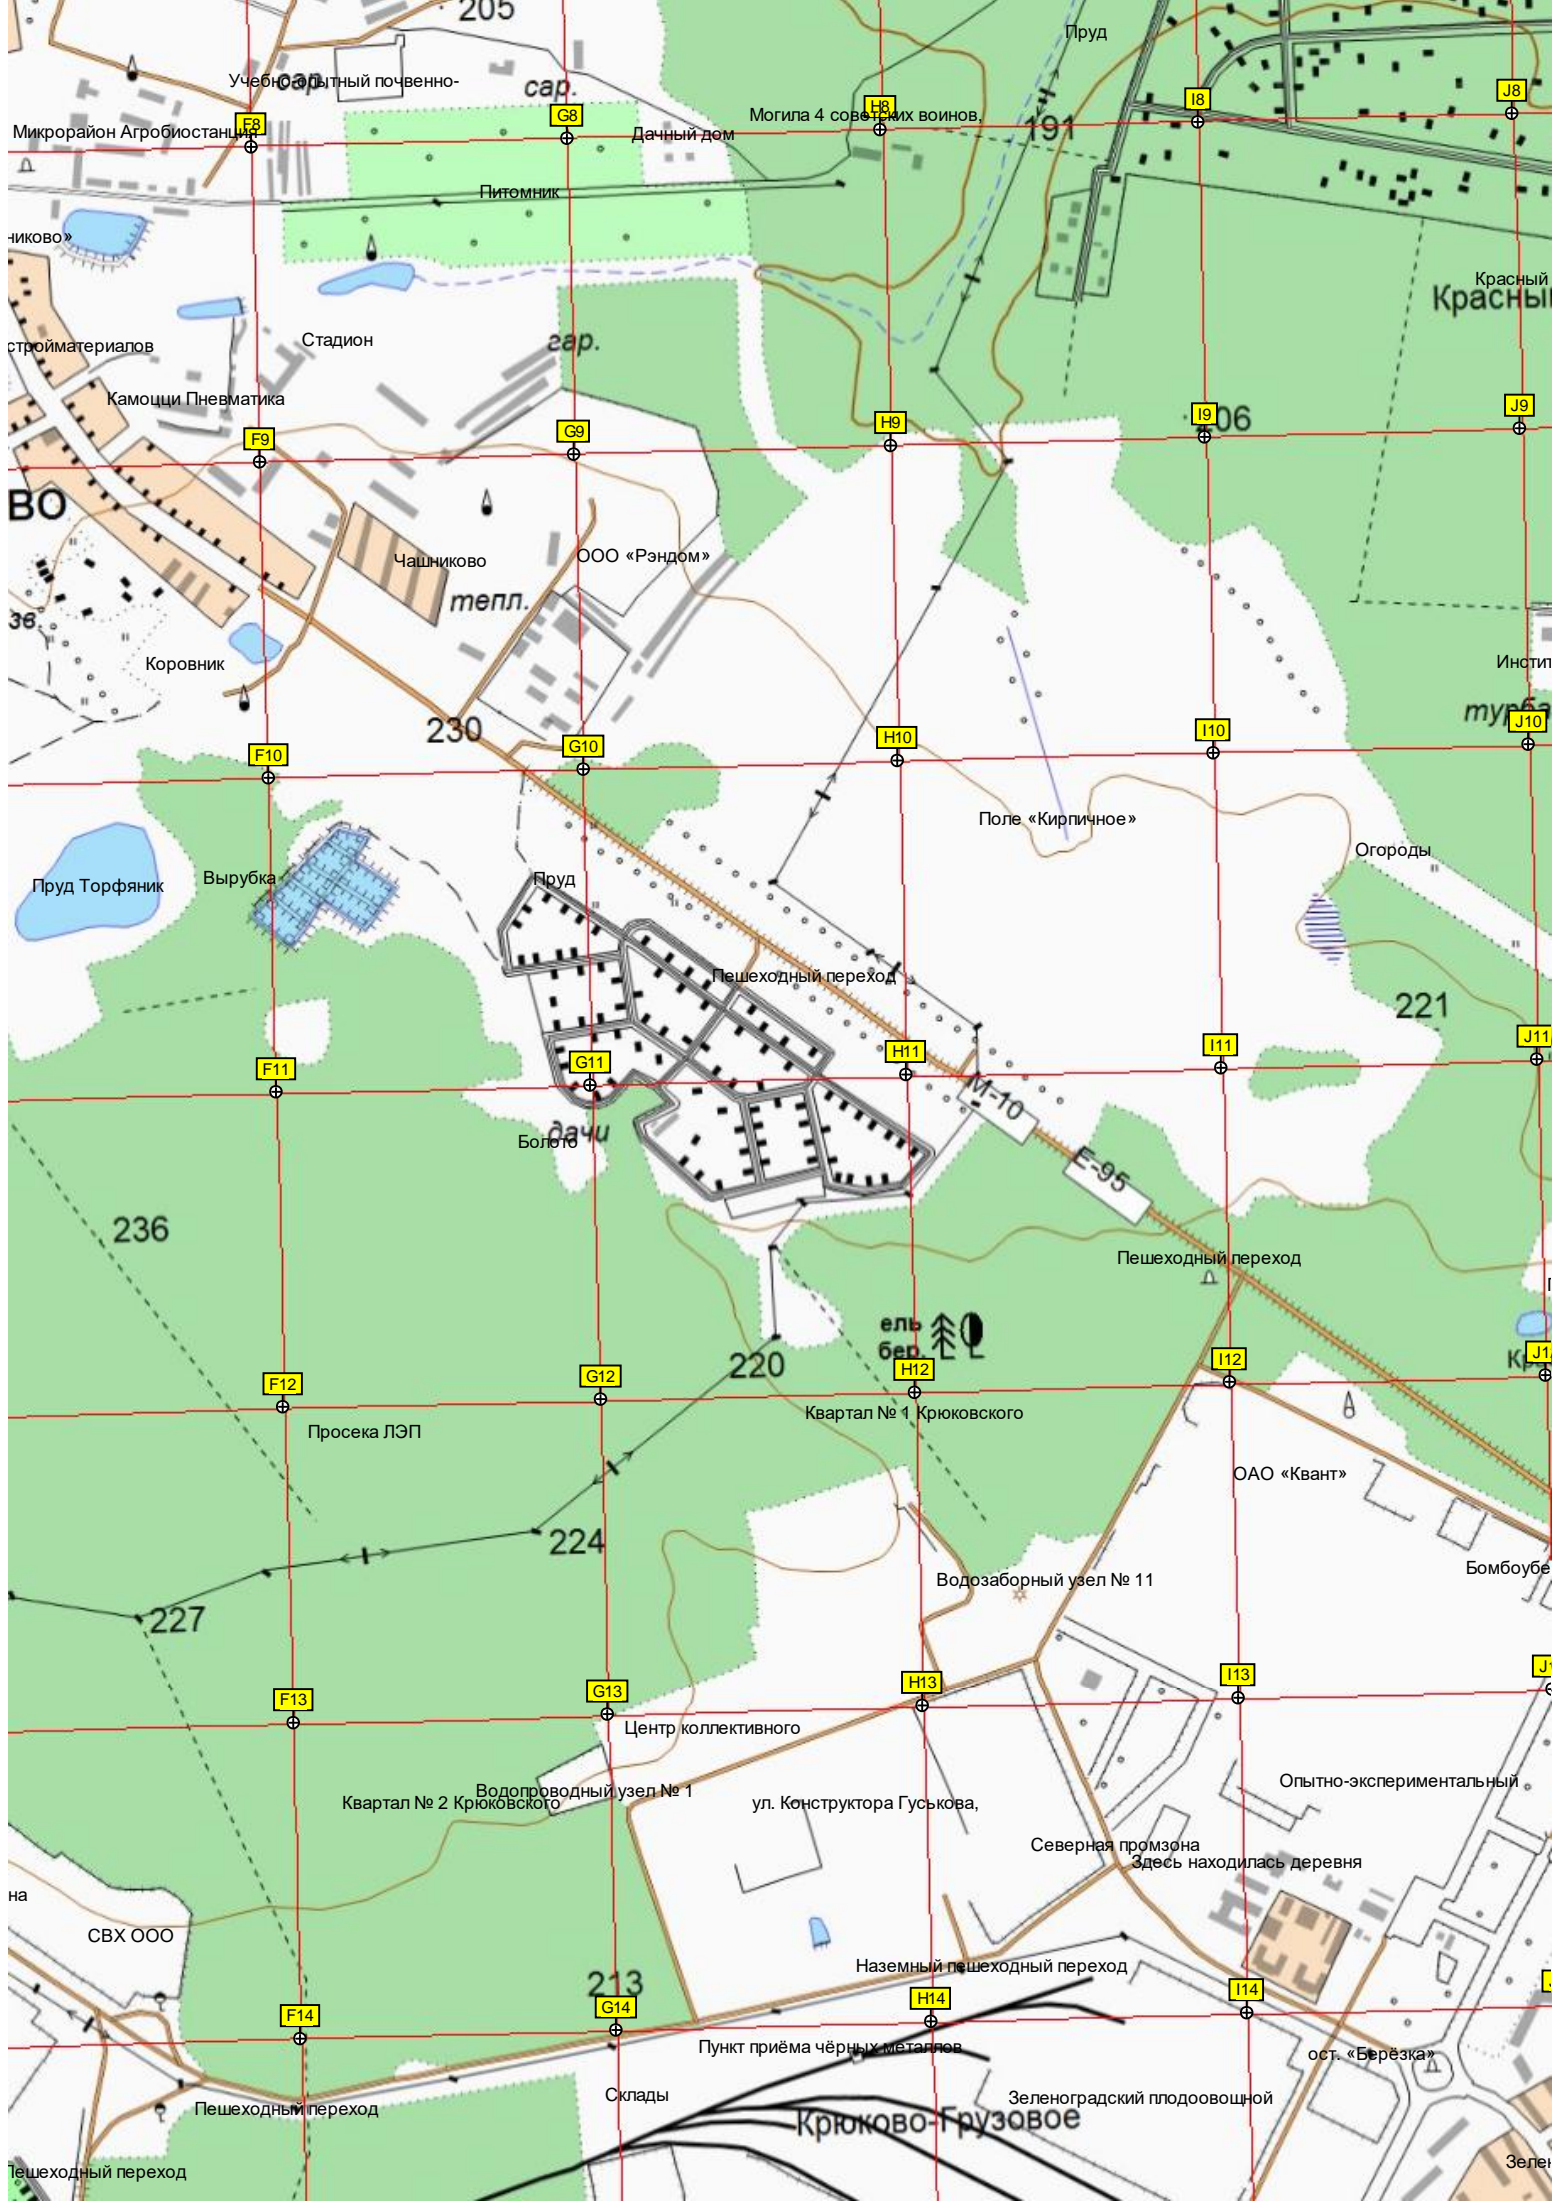 205
Пруд
Учебно-опытный почвенно-
сар.
сар.
H8
I8
J8
Могила 4 советских воинов,
G8
F8
191
Микрорайон Агробиостанция
Дачный дом
Питомник
никово»
Красный
Стадион
гар.
стройматериалов
Камоцци Пневматика
J9
I9
206
H9
G9
F9
ВО
ООО «Рэндом»
Чашниково
тепл.
зв.
Коровник
230
J10
I10
H10
G10
F10
Поле «Кирпичное»
Огороды
Пруд Торфяник
Вырубка
Пруд
Пешеходный переход
221
J11
I11
H11
G11
F11
М-10
дачи
Болото
Е-95
236
Пешеходный переход
ель
бер.
220
I12
H12
G12
F12
Квартал № 1 Крюковского
Просека ЛЭП
ОАО «Квант»
224
Бомбоубе
Водозаборный узел № 11
227
I13
H13
G13
F13
Центр коллективного
Опытно-экспериментальный
Водопроводный узел № 1
Квартал № 2 Крюковского
ул. Конструктора Гуськова,
Северная промзона
Здесь находилась деревня
на
СВХ ООО
Наземный пешеходный переход
213
I14
H14
G14
F14
Пункт приёма чёрных металлов
ост. «Берёзка»
Склады
Зеленоградский плодоовощной
Пешеходный переход
Крюково-Грузовое
Пешеходный переход